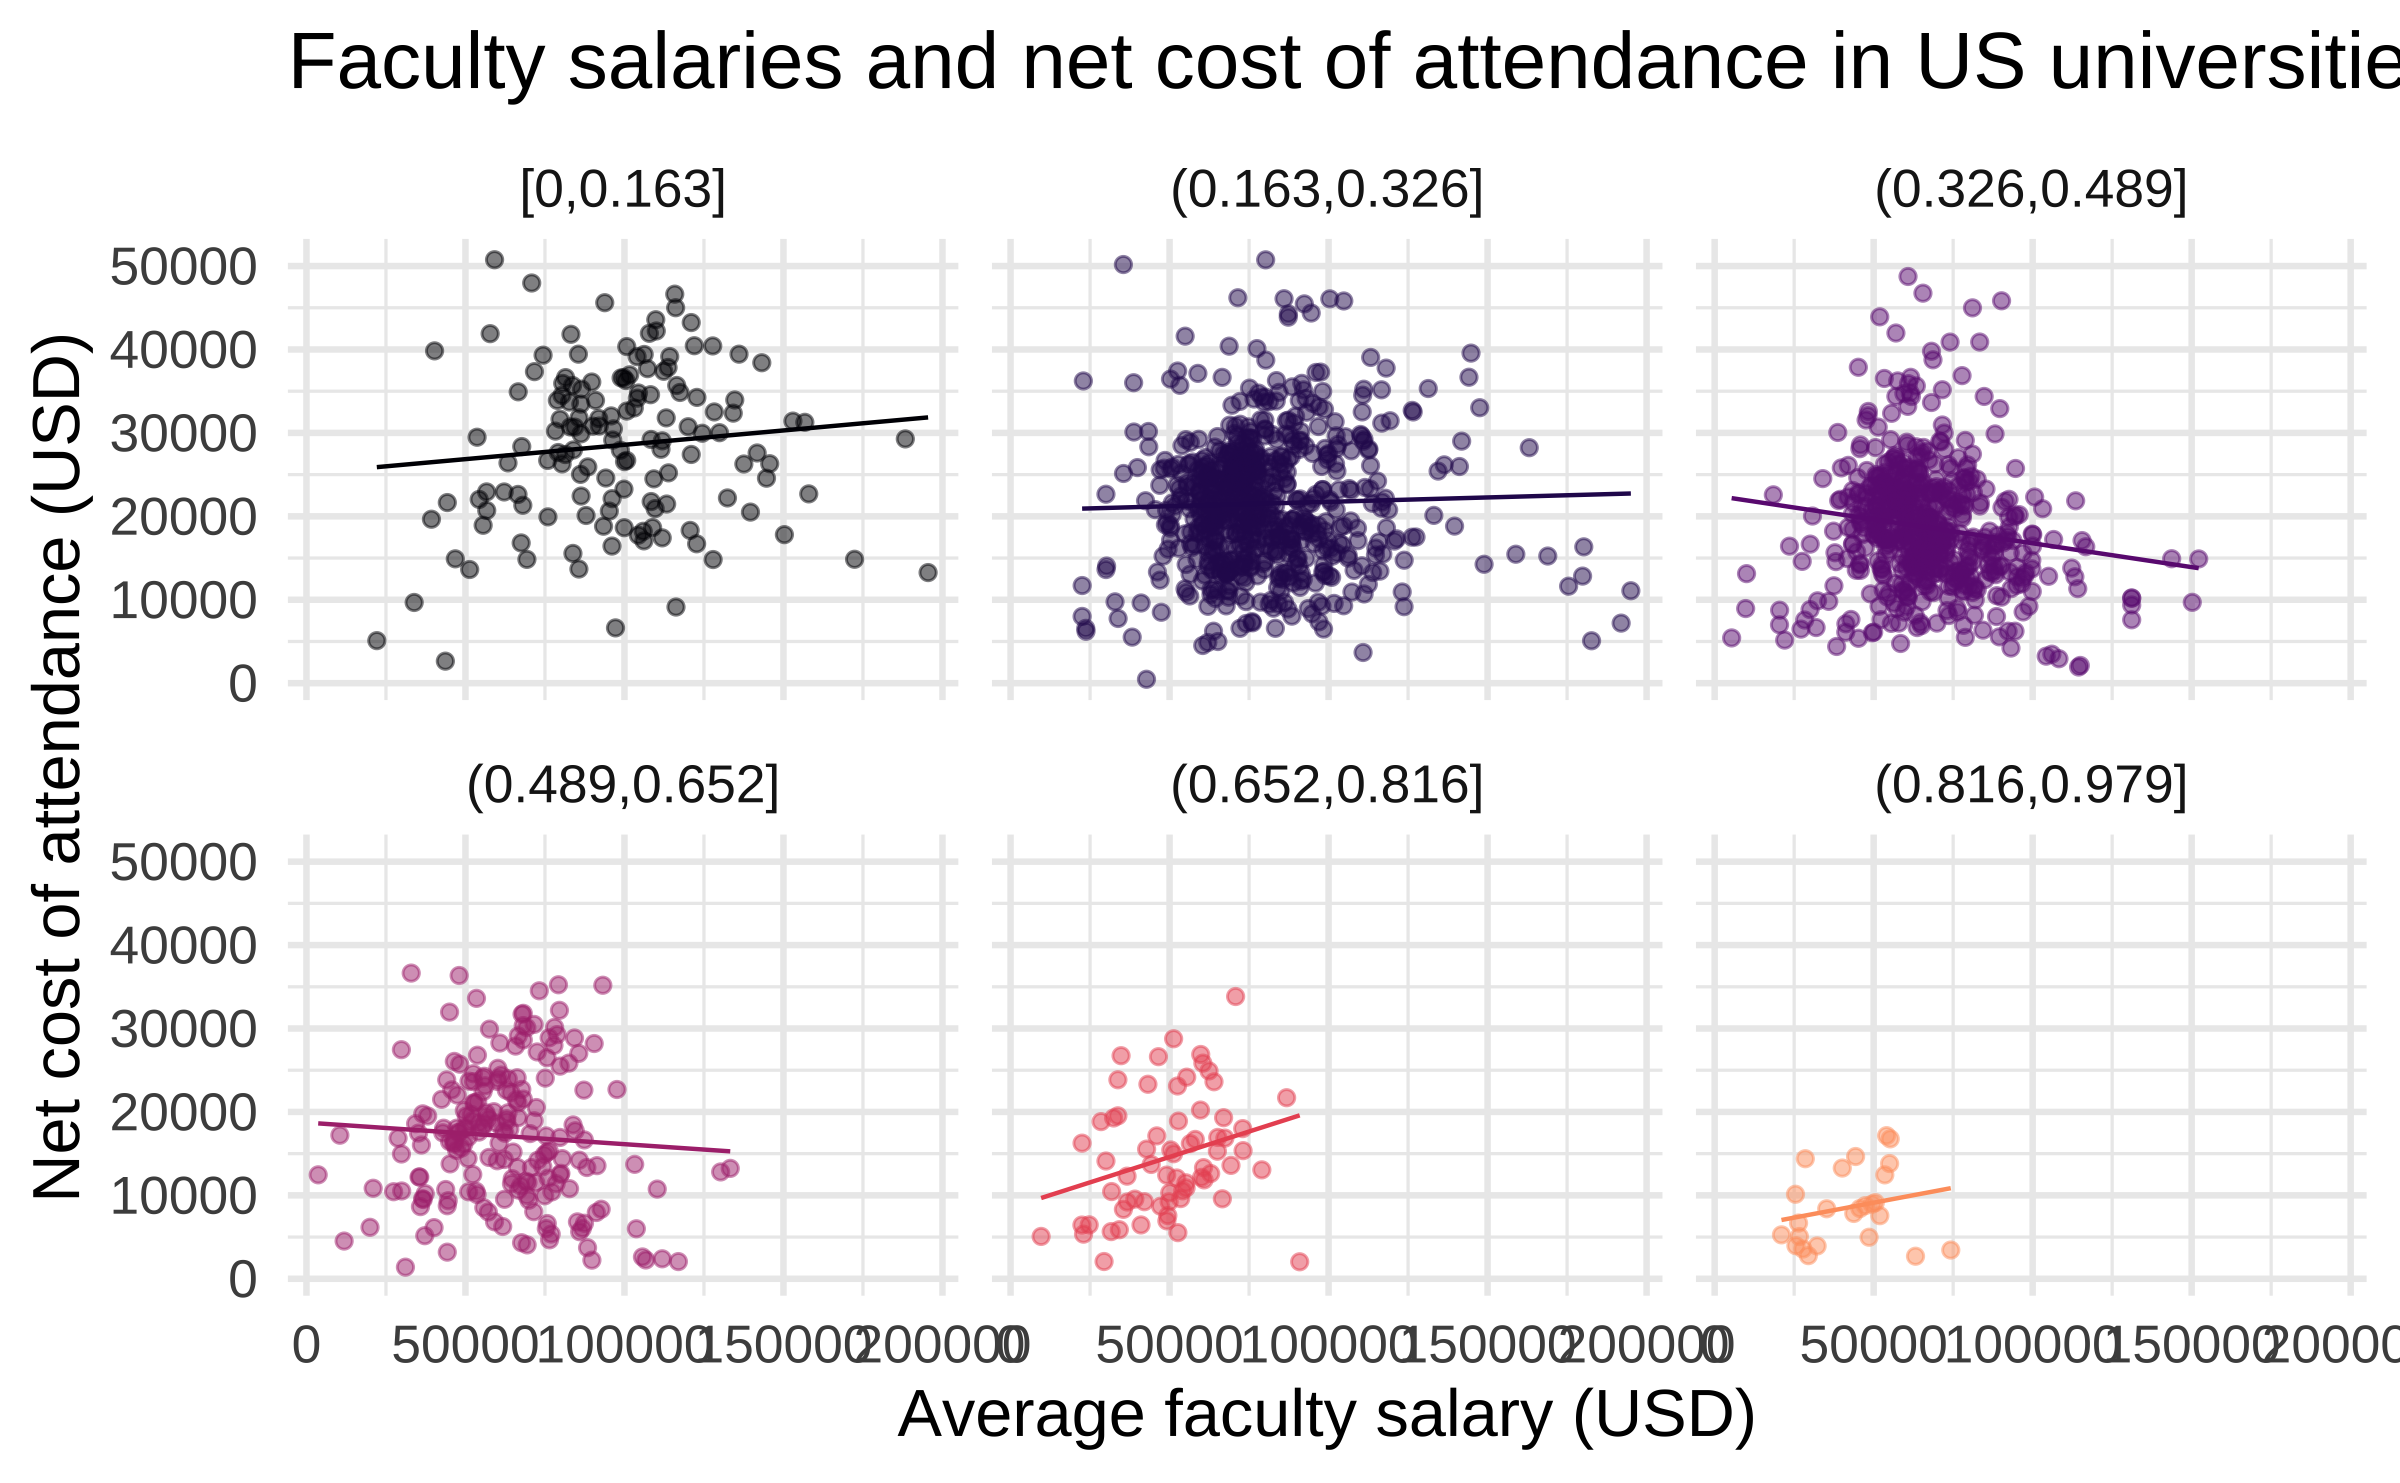 Faculty salaries and net cost of attendance in US universitie
[0,0.163] (0.163,0.326] (0.326,0.489]
50000
40000
30000
20000
10000
0
Net cost of attendance (USD)
(0.489,0.652] (0.652,0.816] (0.816,0.979]
50000
40000
30000
20000
10000
0
0 50000 100000 150000 200000 0 50000 100000 150000 200000 0 50000 100000 150000 20000
Average faculty salary (USD)